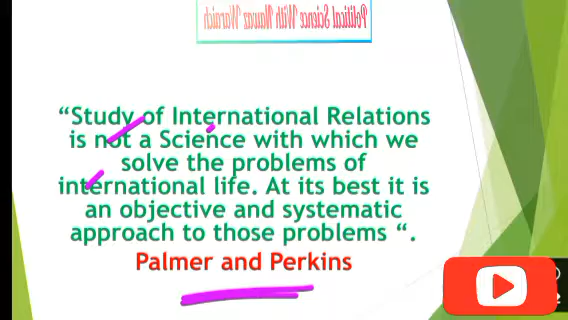 Political Science With Nawaz Warraich
“Study of International Relations
is not a Science with which we
solve the problems of
international life. At its best it is
an objective and systematic
approach to those problems “.
Palmer and Perkins